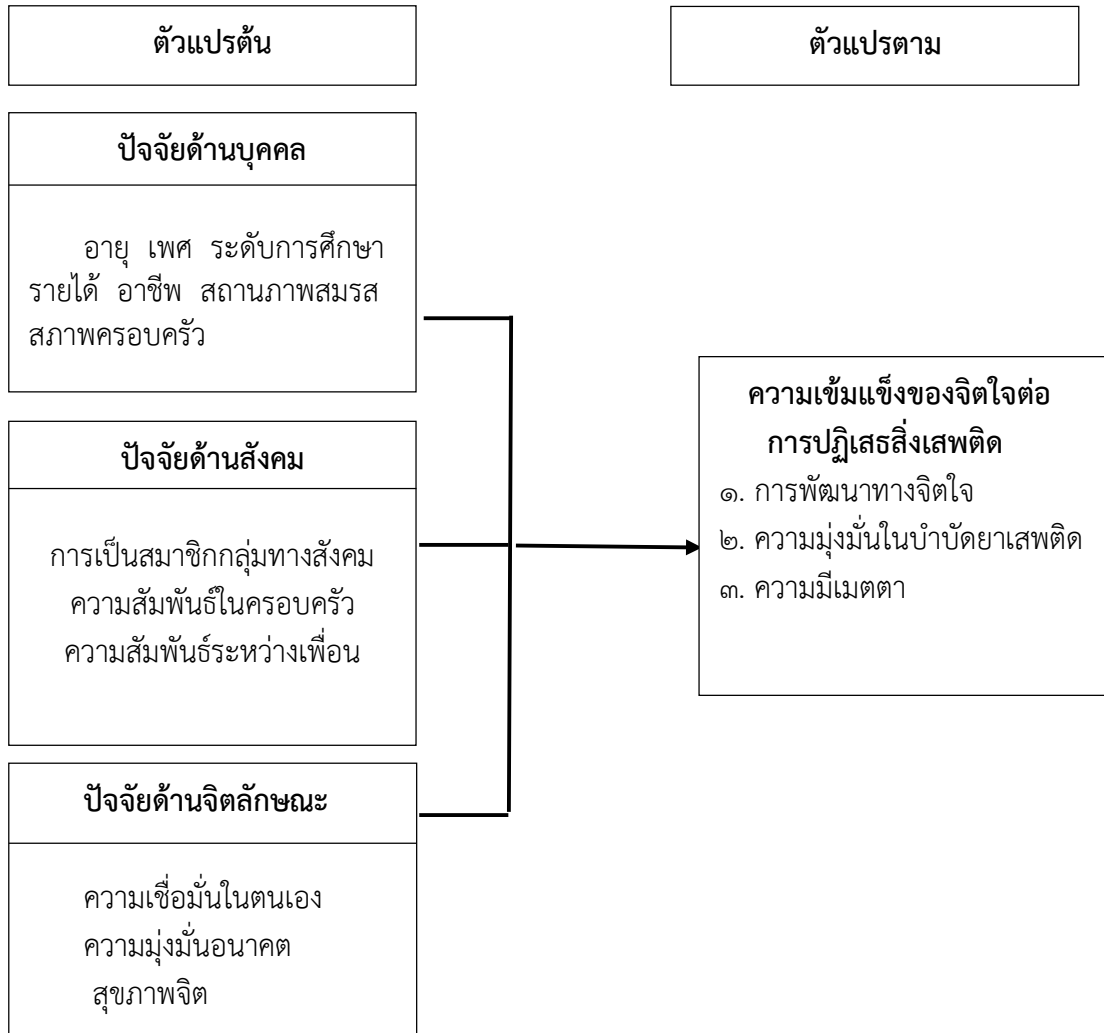 ตัวแปรต้น
ตัวแปรตาม
ปัจจัยด้านบุคคล
อายุ เพศ ระดับการศึกษา
รายได้ อาชีพ สถานภาพสมรส
สภาพครอบครัว
ปัจจัยด้านสังคม
การเป็นสมาชิกกลุ่มทางสังคม
ความสัมพันธ์ในครอบครัว
ความสัมพันธ์ระหว่างเพื่อน
ปัจจัยด้านจิตลักษณะ
ความเชื่อมั่นในตนเอง
ความมุ่งมั่นอนาคต
สุขภาพจิต
ความเข้มแข็งของจิตใจต่อ
การปฏิเสธสิ่งเสพติด
๑. การพัฒนาทางจิตใจ
๒. ความมุ่งมั่นในบำบัดยาเสพติด
๓. ความมีเมตตา